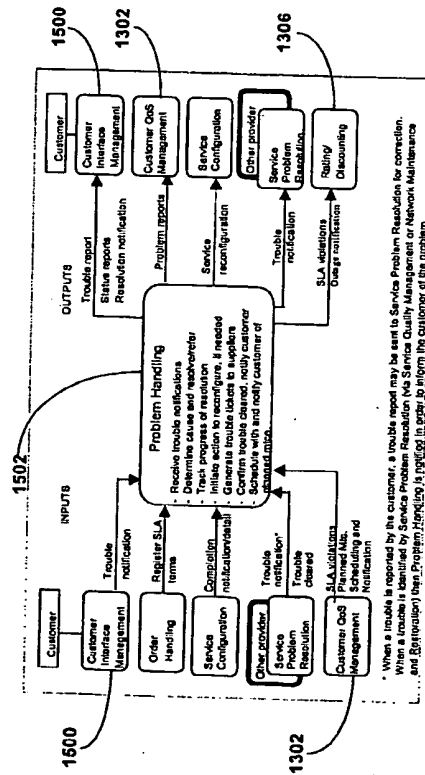 1502
INPUTS
OUTPUTS
Customer
Customer
Interface
Management
1500
Trouble
notification
Order
Handling
Register SLA
terms
Service
Configuration
Completion
notification/detail
Other provider
Service
Problem
Resolution
Trouble
notification*
Trouble
cleared
Customer QoS
Management
1302
SLA violations
Planned Mtc.
Scheduling and
Notification
Problem Handling
- Receive trouble notifications
- Determine cause and resolve/refer
- Track progress of resolution
- Initiate action to reconfigure, if needed
- Generate trouble tickets to suppliers
- Confirm trouble cleared, notify customer
- Schedule with and notify customer of
planned mtce.
Trouble report
Status reports
Resolution notification
Customer
Customer
Interface
Management
1500
Problem reports
Customer QoS
Management
1302
Service
reconfiguration
Service
Configuration
Trouble
notification
Other provider
Service
Problem
Resolution
SLA violations
Outage notification
Rating/
Discounting
1306
* When a trouble is reported by the customer, a trouble report may be sent to Service Problem Resolution for correction.
When a trouble is identified by Service Problem Resolution (via Service Quality Management or Network Maintenance
and Restoration) then Problem Handling is notified in order to inform the customer of the problem